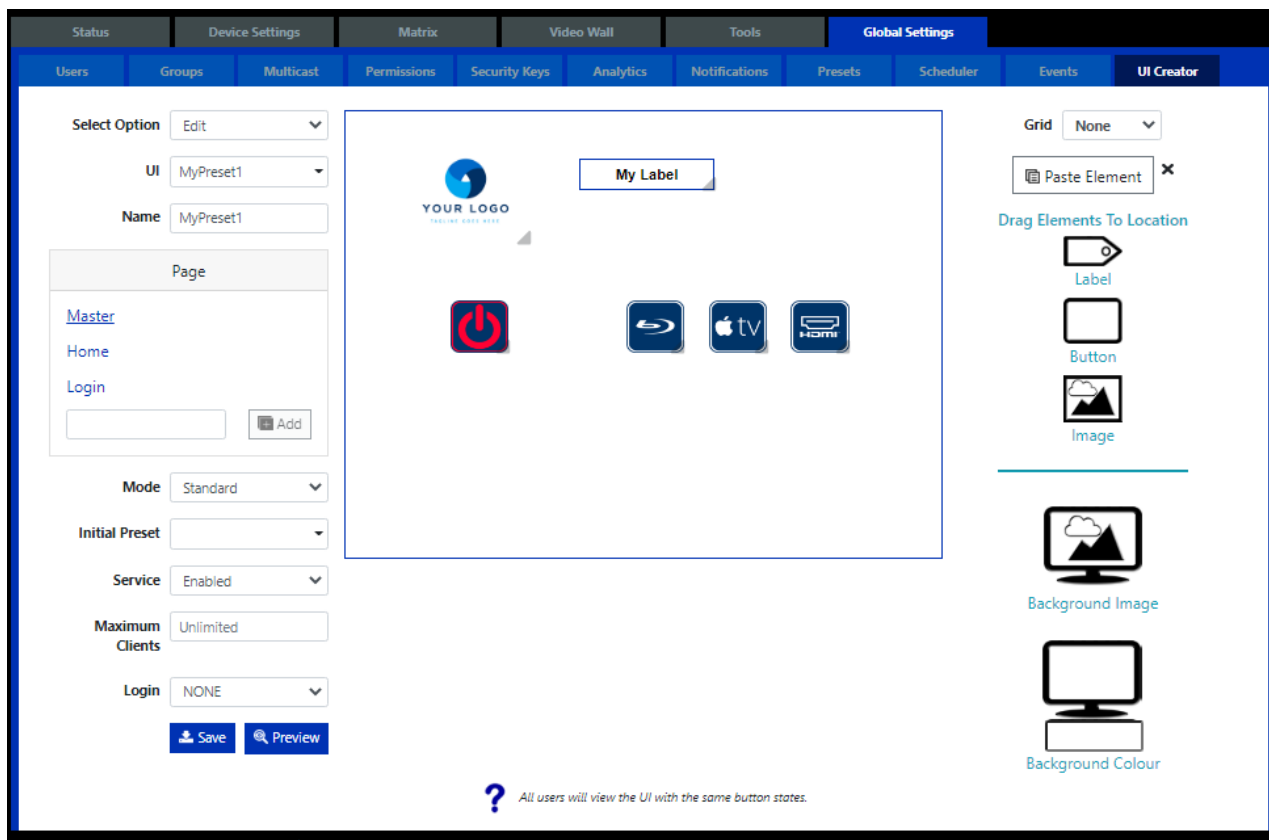 Status Device Settings Matrix Video Wall Tools Global Settings
Users Groups Multicast Permissions Security Keys Analytics Notifications Presets Scheduler Events UI Creator
Select Option Edit
UI MyPreset1
Name MyPreset1
Page
Master
Home
Login
Add
Mode Standard
Initial Preset
Service Enabled
Maximum Clients Unlimited
Login NONE
Save Preview
YOUR LOGO
TAGLINE GOES HERE
My Label
tv
HDMI
Grid None
Paste Element
Drag Elements To Location
Label
Button
Image
Background Image
Background Colour
? All users will view the UI with the same button states.